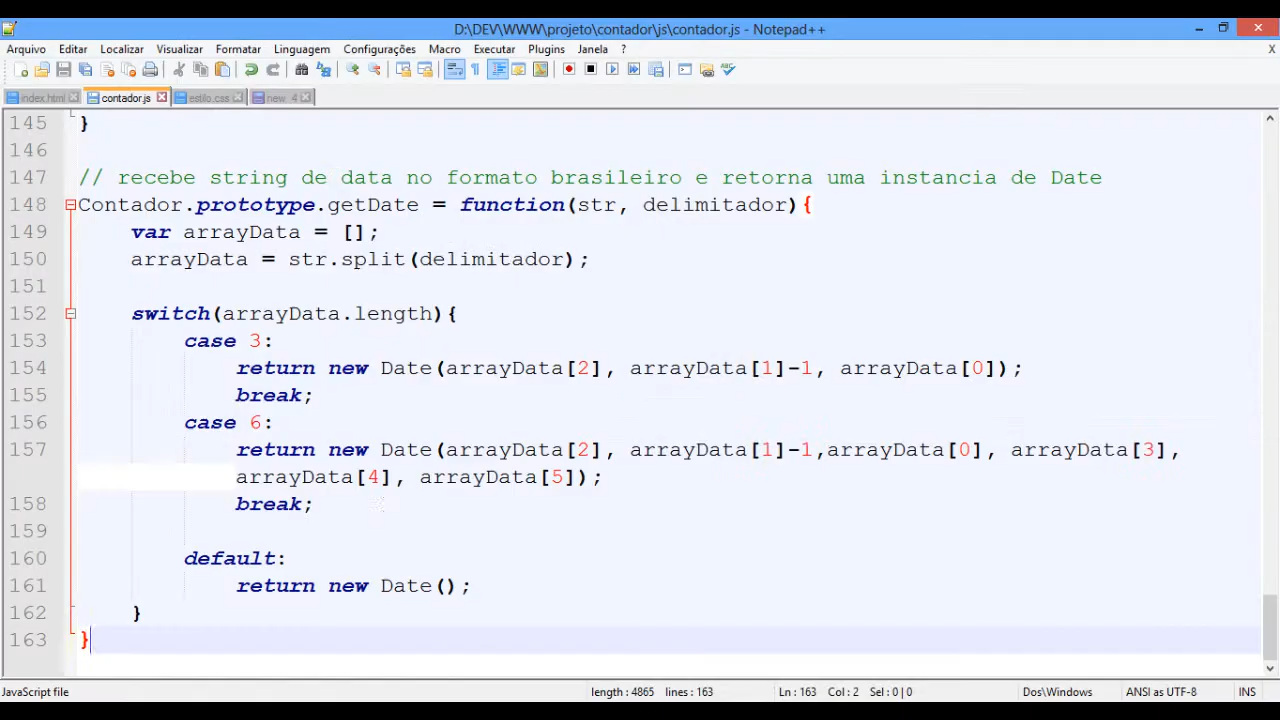 D:\DEV\WWW\projeto\contador\js\contador.js - Notepad++
Arquivo Editar Localizar Visualizar Formatar Linguagem Configurações Macro Executar Plugins Janela ? X
index.html contador.js estilo.css new 4
145 }
146
147 // recebe string de data no formato brasileiro e retorna uma instancia de Date
148 Contador.prototype.getDate = function(str, delimitador){
149 var arrayData = [];
150 arrayData = str.split(delimitador);
151
152 switch(arrayData.length){
153 case 3:
154 return new Date(arrayData[2], arrayData[1]-1, arrayData[0]);
155 break;
156 case 6:
157 return new Date(arrayData[2], arrayData[1]-1,arrayData[0], arrayData[3],
arrayData[4], arrayData[5]);
158 break;
159
160 default:
161 return new Date();
162 }
163 }
JavaScript file length : 4865 lines : 163 Ln : 163 Col : 2 Sel : 0 | 0 Dos\Windows ANSI as UTF-8 INS